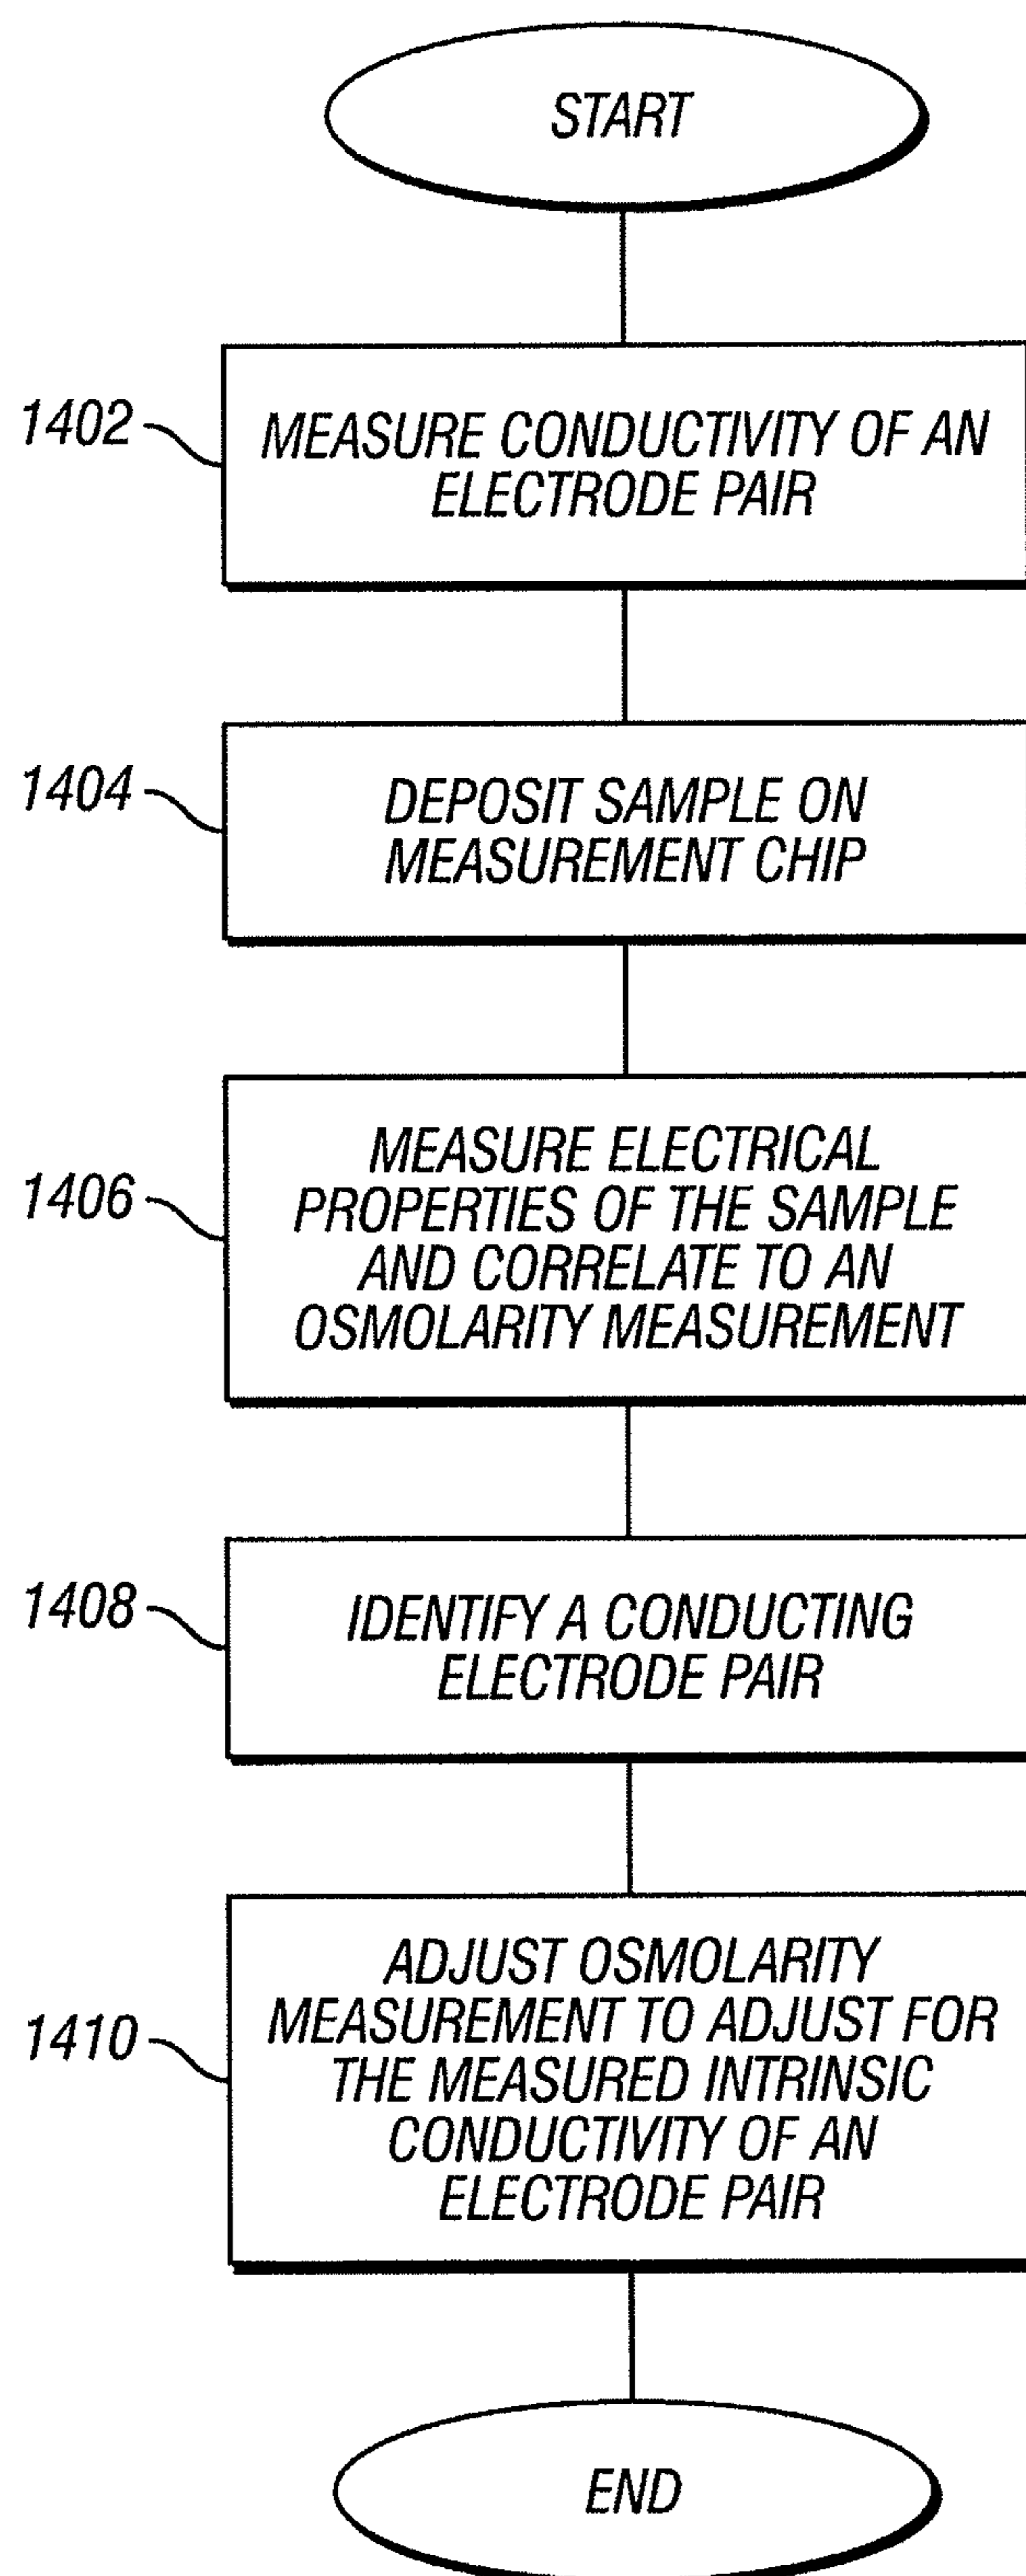 START
1402
MEASURE CONDUCTIVITY OF AN
ELECTRODE PAIR
1404
DEPOSIT SAMPLE ON
MEASUREMENT CHIP
1406
MEASURE ELECTRICAL
PROPERTIES OF THE SAMPLE
AND CORRELATE TO AN
OSMOLARITY MEASUREMENT
1408
IDENTIFY A CONDUCTING
ELECTRODE PAIR
1410
ADJUST OSMOLARITY
MEASUREMENT TO ADJUST FOR
THE MEASURED INTRINSIC
CONDUCTIVITY OF AN
ELECTRODE PAIR
END